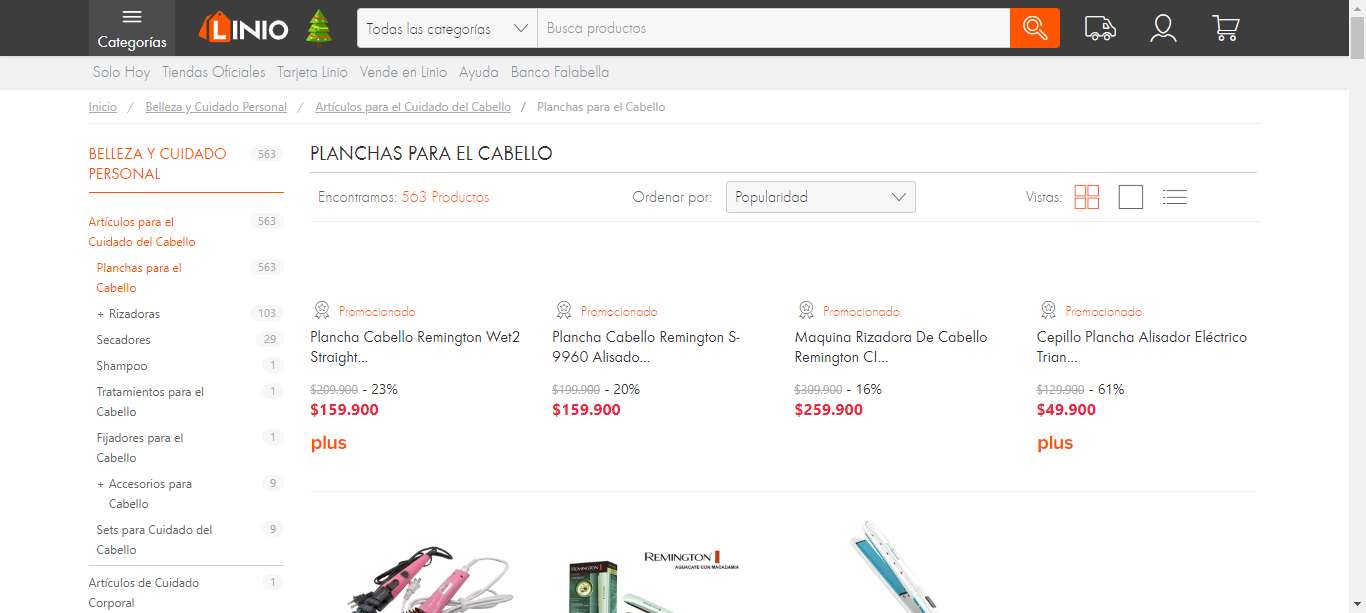 Categorías
LINIO
Todas las categorías
Busca productos
Solo Hoy Tiendas Oficiales Tarjeta Linio Vende en Linio Ayuda Banco Falabella
Inicio / Belleza y Cuidado Personal / Artículos para el Cuidado del Cabello / Planchas para el Cabello
BELLEZA Y CUIDADO 563
PERSONAL
Artículos para el 563
Cuidado del Cabello
Planchas para el 563
Cabello
+ Rizadoras 103
Secadores 29
Shampoo 1
Tratamientos para el 1
Cabello
Fijadores para el 1
Cabello
+ Accesorios para 9
Cabello
Sets para Cuidado del 9
Cabello
Artículos de Cuidado 1
Corporal
PLANCHAS PARA EL CABELLO
Encontramos: 563 Productos
Ordenar por: Popularidad
Vistas:
Promocionado
Plancha Cabello Remington Wet2
Straight...
$209.900 - 23%
$159.900
plus
Promocionado
Plancha Cabello Remington S-
9960 Alisado...
$199.900 - 20%
$159.900
Promocionado
Maquina Rizadora De Cabello
Remington CI...
$309.900 - 16%
$259.900
Promocionado
Cepillo Plancha Alisador Eléctrico
Trian...
$129.900 - 61%
$49.900
plus
REMINGTON
AGUACATE CON MACADAMIA
REMINGTON